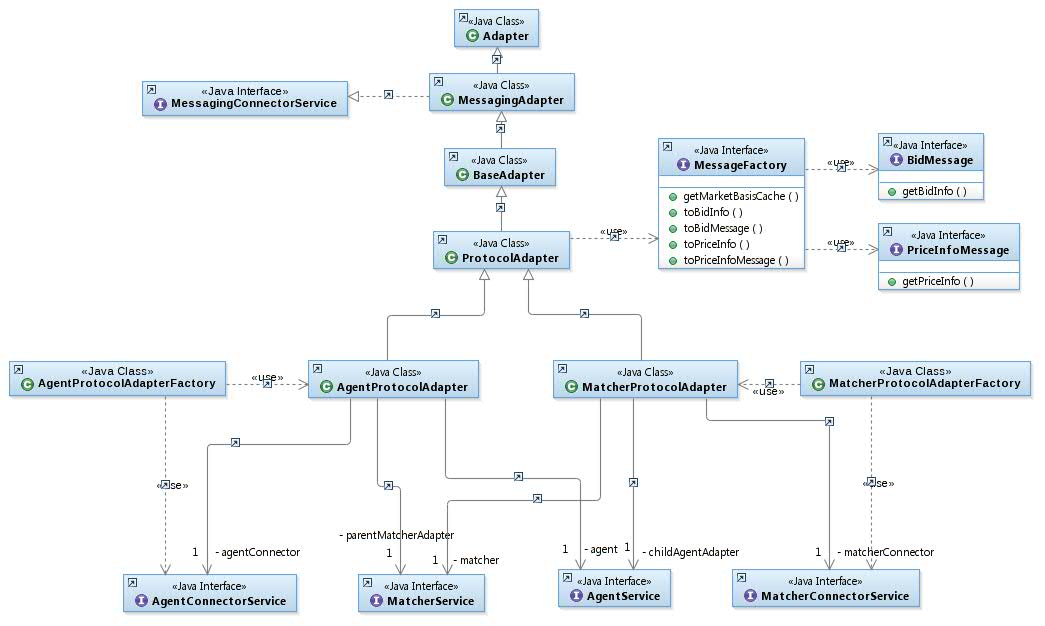 «Java Class»
Adapter
«Java Interface»
MessagingConnectorService
«Java Class»
MessagingAdapter
«Java Class»
BaseAdapter
«Java Class»
ProtocolAdapter
«use»
«Java Interface»
MessageFactory
getMarketBasisCache ( )
toBidInfo ( )
toBidMessage ( )
toPriceInfo ( )
toPriceInfoMessage ( )
«use»
«Java Interface»
BidMessage
getBidInfo ( )
«use»
«Java Interface»
PriceInfoMessage
getPriceInfo ( )
«Java Class»
AgentProtocolAdapterFactory
«use»
«Java Class»
AgentProtocolAdapter
«Java Class»
MatcherProtocolAdapter
«use»
«Java Class»
MatcherProtocolAdapterFactory
«use»
«use»
1 - agentConnector
- parentMatcherAdapter
1
1 - matcher
1 - agent
1 - childAgentAdapter
1 - matcherConnector
«Java Interface»
AgentConnectorService
«Java Interface»
MatcherService
«Java Interface»
AgentService
«Java Interface»
MatcherConnectorService